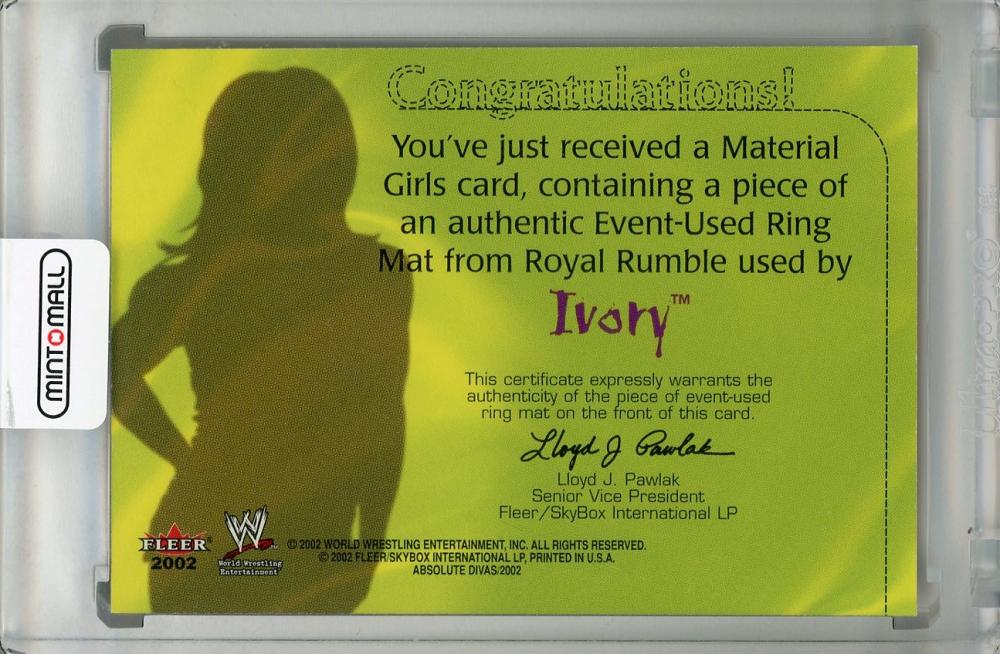 Congratulations!
You've just received a Material
Girls card, containing a piece of
an authentic Event-Used Ring
Mat from Royal Rumble used by
Ivory™
This certificate expressly warrants the
authenticity of the piece of event-used
ring mat on the front of this card.
Lloyd J Pawlak
Lloyd J. Pawlak
Senior Vice President
Fleer/SkyBox International LP
FLEER®
2002
W
World Wrestling
Entertainment
© 2002 WORLD WRESTLING ENTERTAINMENT, INC. ALL RIGHTS RESERVED.
© 2002 FLEER/SKYBOX INTERNATIONAL LP, PRINTED IN U.S.A.
ABSOLUTE DIVAS/2002
MINTMALL